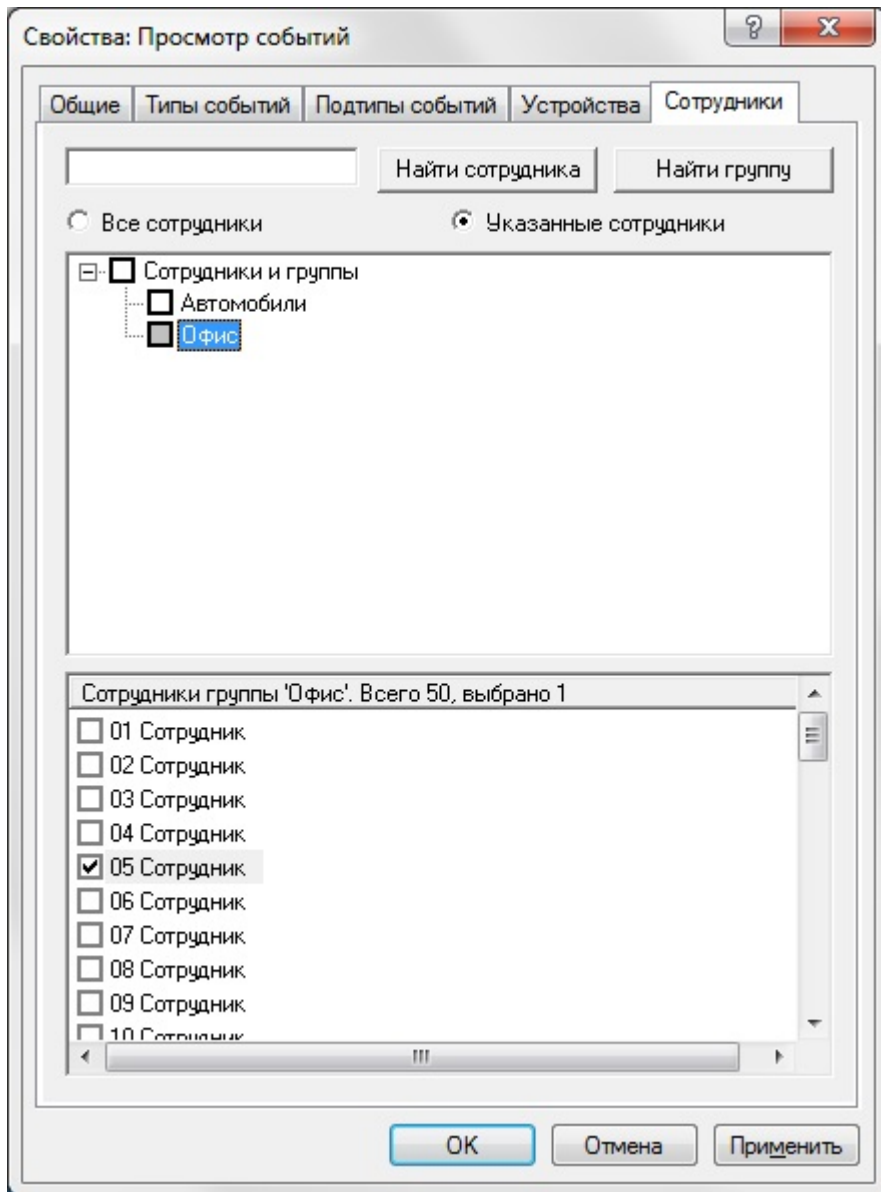 Свойства: Просмотр событий
Общие Типы событий Подтипы событий Устройства Сотрудники
Найти сотрудника Найти группу
Все сотрудники Указанные сотрудники
Сотрудники и группы
Автомобили
Офис
Сотрудники группы 'Офис'. Всего 50, выбрано 1
01 Сотрудник
02 Сотрудник
03 Сотрудник
04 Сотрудник
05 Сотрудник
06 Сотрудник
07 Сотрудник
08 Сотрудник
09 Сотрудник
10 Сотрудник
OK Отмена Применить